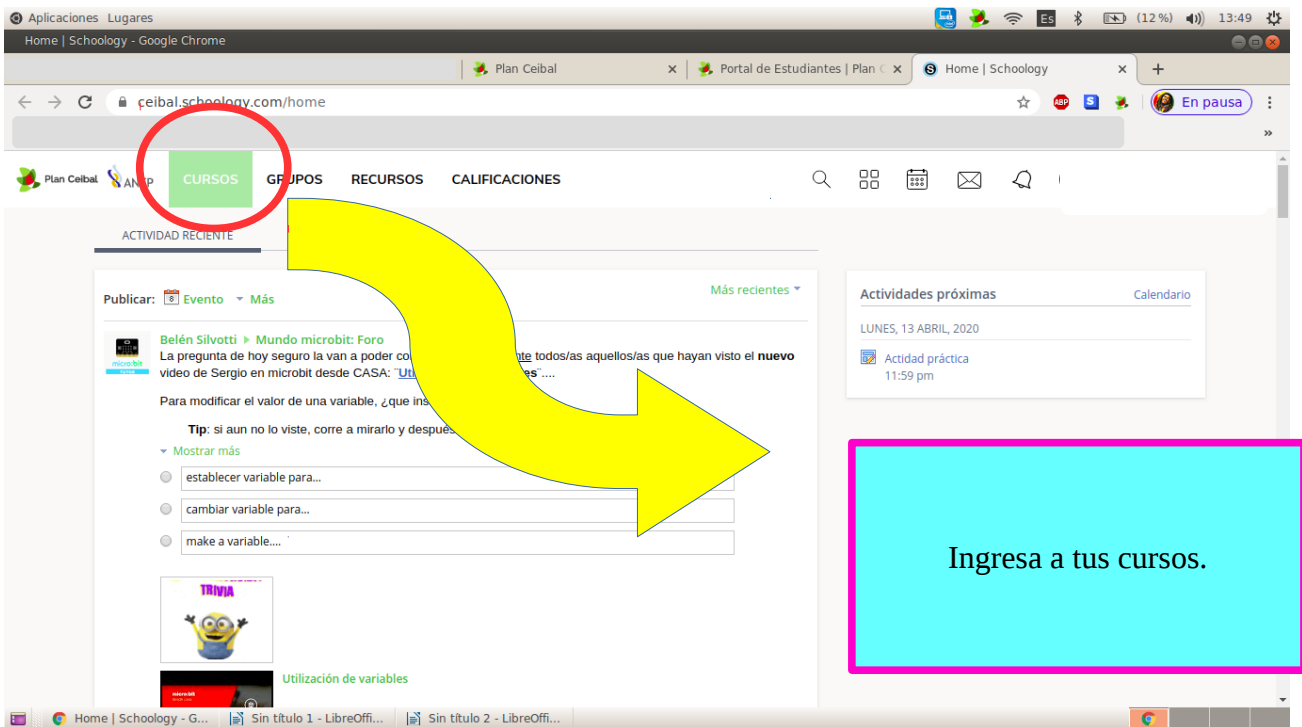 Aplicaciones Lugares
Es (12 %) 13:49
Home | Schoology - Google Chrome
Plan Ceibal x Portal de Estudiantes | Plan x Home | Schoology x +
ceibal.schoology.com/home
ABP S En pausa
»
Plan Ceibal CURSOS GRUPOS RECURSOS CALIFICACIONES
ACTIVIDAD RECIENTE
Publicar: 8 Evento Más
Más recientes
Belén Silvotti Mundo microbit: Foro
La pregunta de hoy seguro la van a poder todos/as aquellos/as que hayan visto el nuevo
video de Sergio en microbit desde CASA: ¨
Para modificar el valor de una variable, ¿que
Tip: si aun no lo viste, corre a mirarlo y
Mostrar más
establecer variable para...
cambiar variable para...
make a variable....
TRIVIA
micro:bit
Utilización de variables
Actividades próximas Calendario
LUNES, 13 ABRIL, 2020
Actidad práctica
11:59 pm
Ingresa a tus cursos.
Home | Schoology - G... Sin título 1 - LibreOffi... Sin título 2 - LibreOffi...